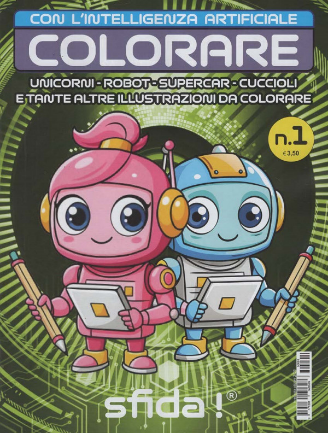 CON L'INTELLIGENZA ARTIFICIALE
COLORARE
UNICORNI - ROBOT - SUPERCAR - CUCCIOLI
E TANTE ALTRE ILLUSTRAZIONI DA COLORARE
n.1
€ 3,50
sfida!®